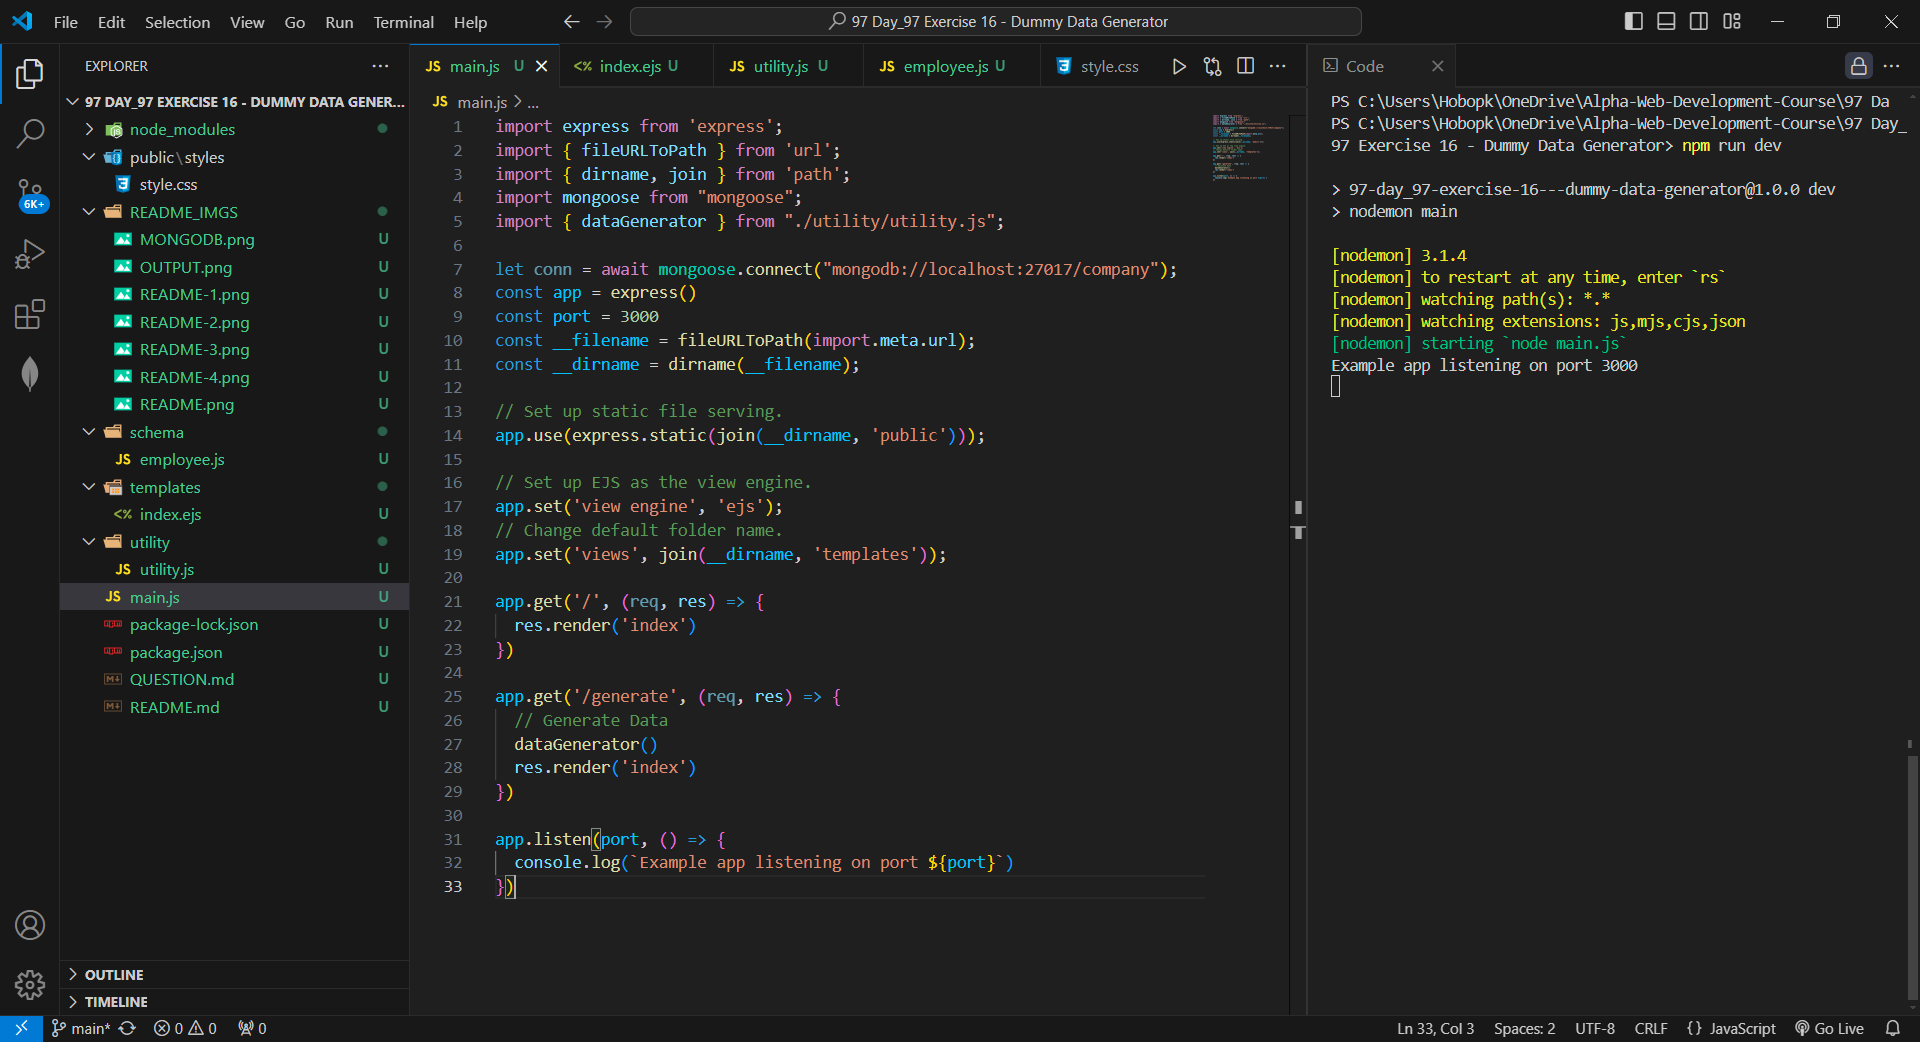 File Edit Selection View Go Run Terminal Help
97 Day_97 Exercise 16 - Dummy Data Generator
EXPLORER
97 DAY_97 EXERCISE 16 - DUMMY DATA GENER...
node_modules
public\styles
style.css
README_IMGS
MONGODB.png U
OUTPUT.png U
README-1.png U
README-2.png U
README-3.png U
README-4.png U
README.png U
schema
JS employee.js U
templates
<% index.ejs U
utility
JS utility.js U
JS main.js U
package-lock.json U
package.json U
QUESTION.md U
README.md U
OUTLINE
TIMELINE
6K+
JS main.js U <% index.ejs U JS utility.js U JS employee.js U style.css
JS main.js > ...
1 import express from 'express';
2 import { fileURLToPath } from 'url';
3 import { dirname, join } from 'path';
4 import mongoose from "mongoose";
5 import { dataGenerator } from "./utility/utility.js";
6
7 let conn = await mongoose.connect("mongodb://localhost:27017/company");
8 const app = express()
9 const port = 3000
10 const __filename = fileURLToPath(import.meta.url);
11 const __dirname = dirname(__filename);
12
13 // Set up static file serving.
14 app.use(express.static(join(__dirname, 'public')));
15
16 // Set up EJS as the view engine.
17 app.set('view engine', 'ejs');
18 // Change default folder name.
19 app.set('views', join(__dirname, 'templates'));
20
21 app.get('/', (req, res) => {
22 res.render('index')
23 })
24
25 app.get('/generate', (req, res) => {
26 // Generate Data
27 dataGenerator()
28 res.render('index')
29 })
30
31 app.listen(port, () => {
32 console.log(`Example app listening on port ${port}`)
33 })
Code
PS C:\Users\Hobopk\OneDrive\Alpha-Web-Development-Course\97 Da
PS C:\Users\Hobopk\OneDrive\Alpha-Web-Development-Course\97 Day_
97 Exercise 16 - Dummy Data Generator> npm run dev
> 97-day_97-exercise-16---dummy-data-generator@1.0.0 dev
> nodemon main
[nodemon] 3.1.4
[nodemon] to restart at any time, enter `rs`
[nodemon] watching path(s): *.*
[nodemon] watching extensions: js,mjs,cjs,json
[nodemon] starting `node main.js`
Example app listening on port 3000
main* 0 0 0
Ln 33, Col 3 Spaces: 2 UTF-8 CRLF {} JavaScript Go Live